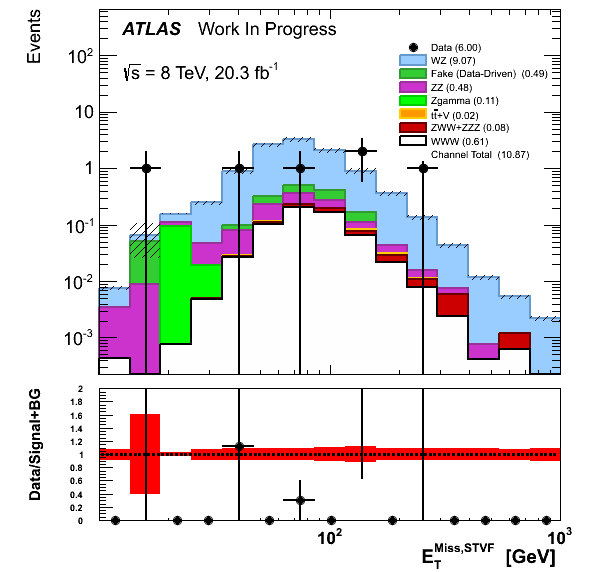 Events
ATLAS Work In Progress
√s = 8 TeV, 20.3 fb-1
Data (6.00)
WZ (9.07)
Fake (Data-Driven) (0.49)
ZZ (0.48)
Zgamma (0.11)
tt̄+V (0.02)
ZWW+ZZZ (0.08)
WWW (0.61)
Channel Total (10.87)
10²
10
1
10⁻¹
10⁻²
10⁻³
Data/Signal+BG
2
1.8
1.6
1.4
1.2
1
0.8
0.6
0.4
0.2
0
10² 10³
E_T^Miss,STVF [GeV]